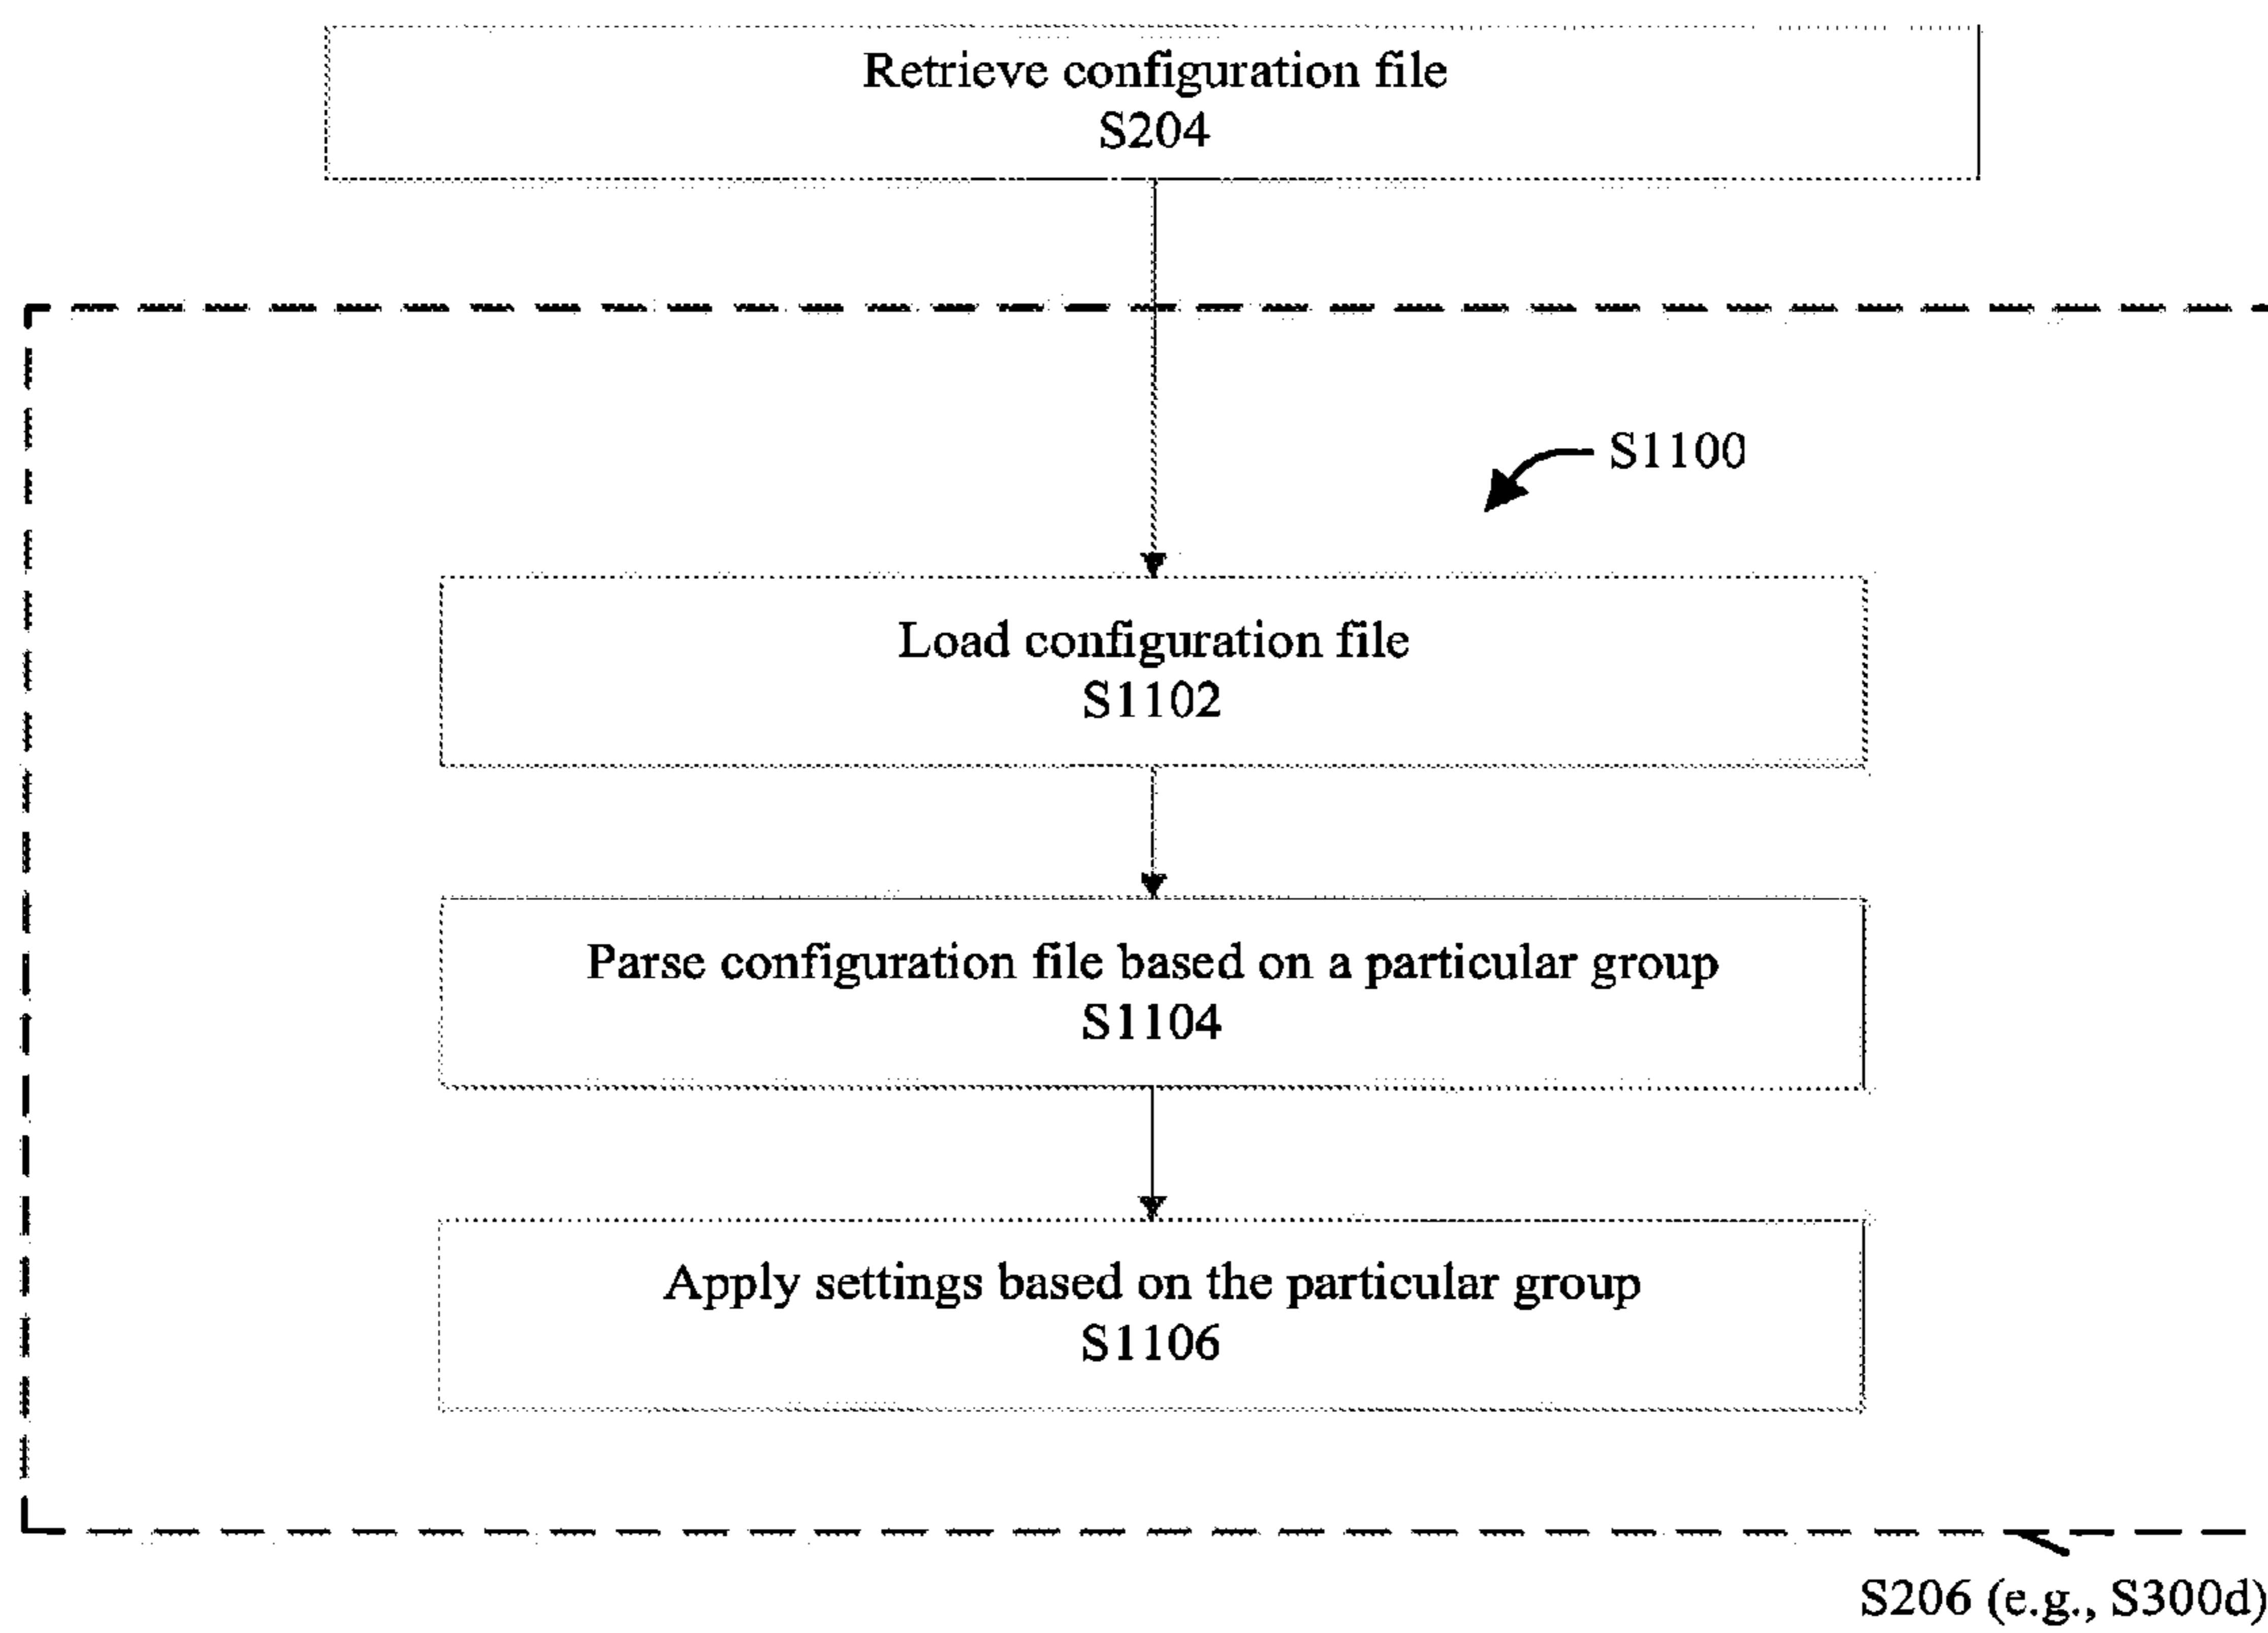 Retrieve configuration file
S204
S1100
Load configuration file
S1102
Parse configuration file based on a particular group
S1104
Apply settings based on the particular group
S1106
S206 (e.g., S300d)